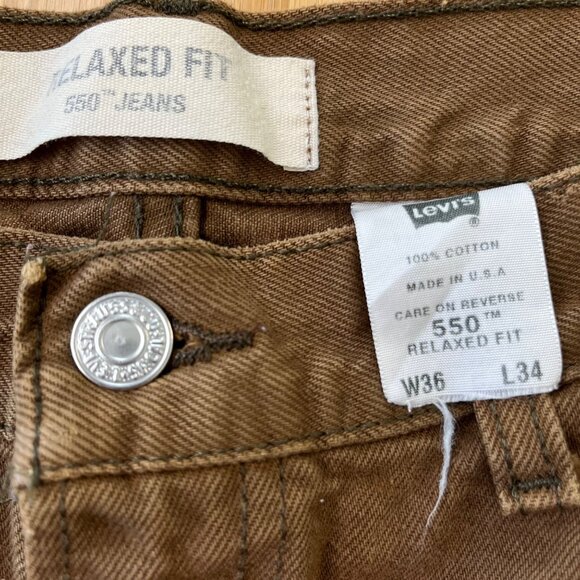 RELAXED FIT
550™ JEANS
Levi's®
100% COTTON
MADE IN U.S.A
CARE ON REVERSE
550™
RELAXED FIT
W36 L34